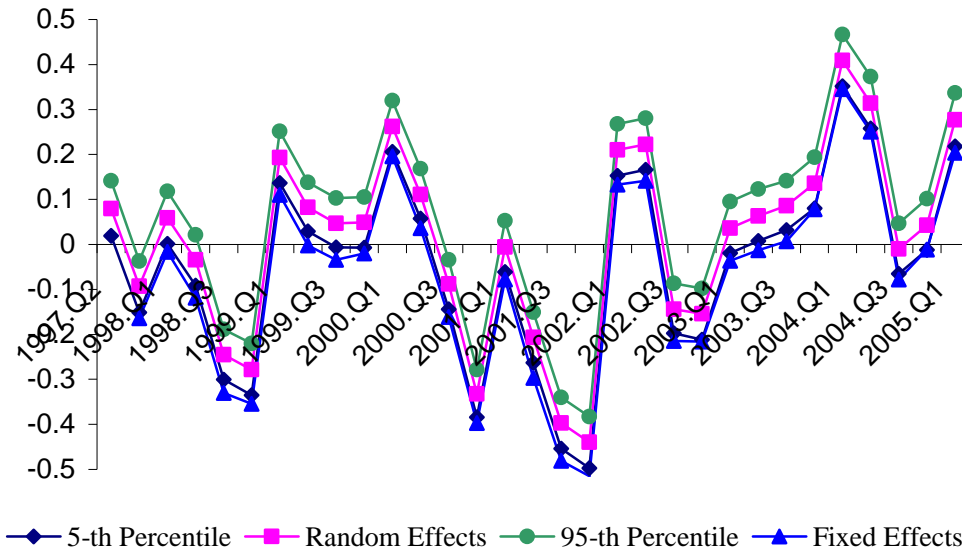 0.5
0.4
0.3
0.2
0.1
0
-0.1
-0.2
-0.3
-0.4
-0.5
1997.Q2
1998.Q1
1998.Q3
1999.Q1
1999.Q3
2000.Q1
2000.Q3
2001.Q1
2001.Q3
2002.Q1
2002.Q3
2003.Q1
2003.Q3
2004.Q1
2004.Q3
2005.Q1
5-th Percentile
Random Effects
95-th Percentile
Fixed Effects